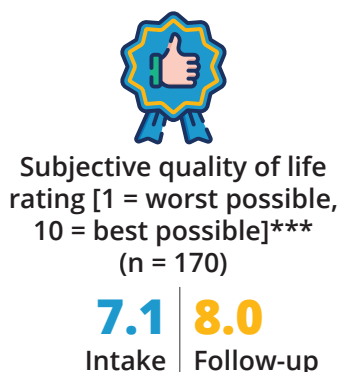 Subjective quality of life
rating [1 = worst possible,
10 = best possible]***
(n = 170)
7.1 8.0
Intake Follow-up